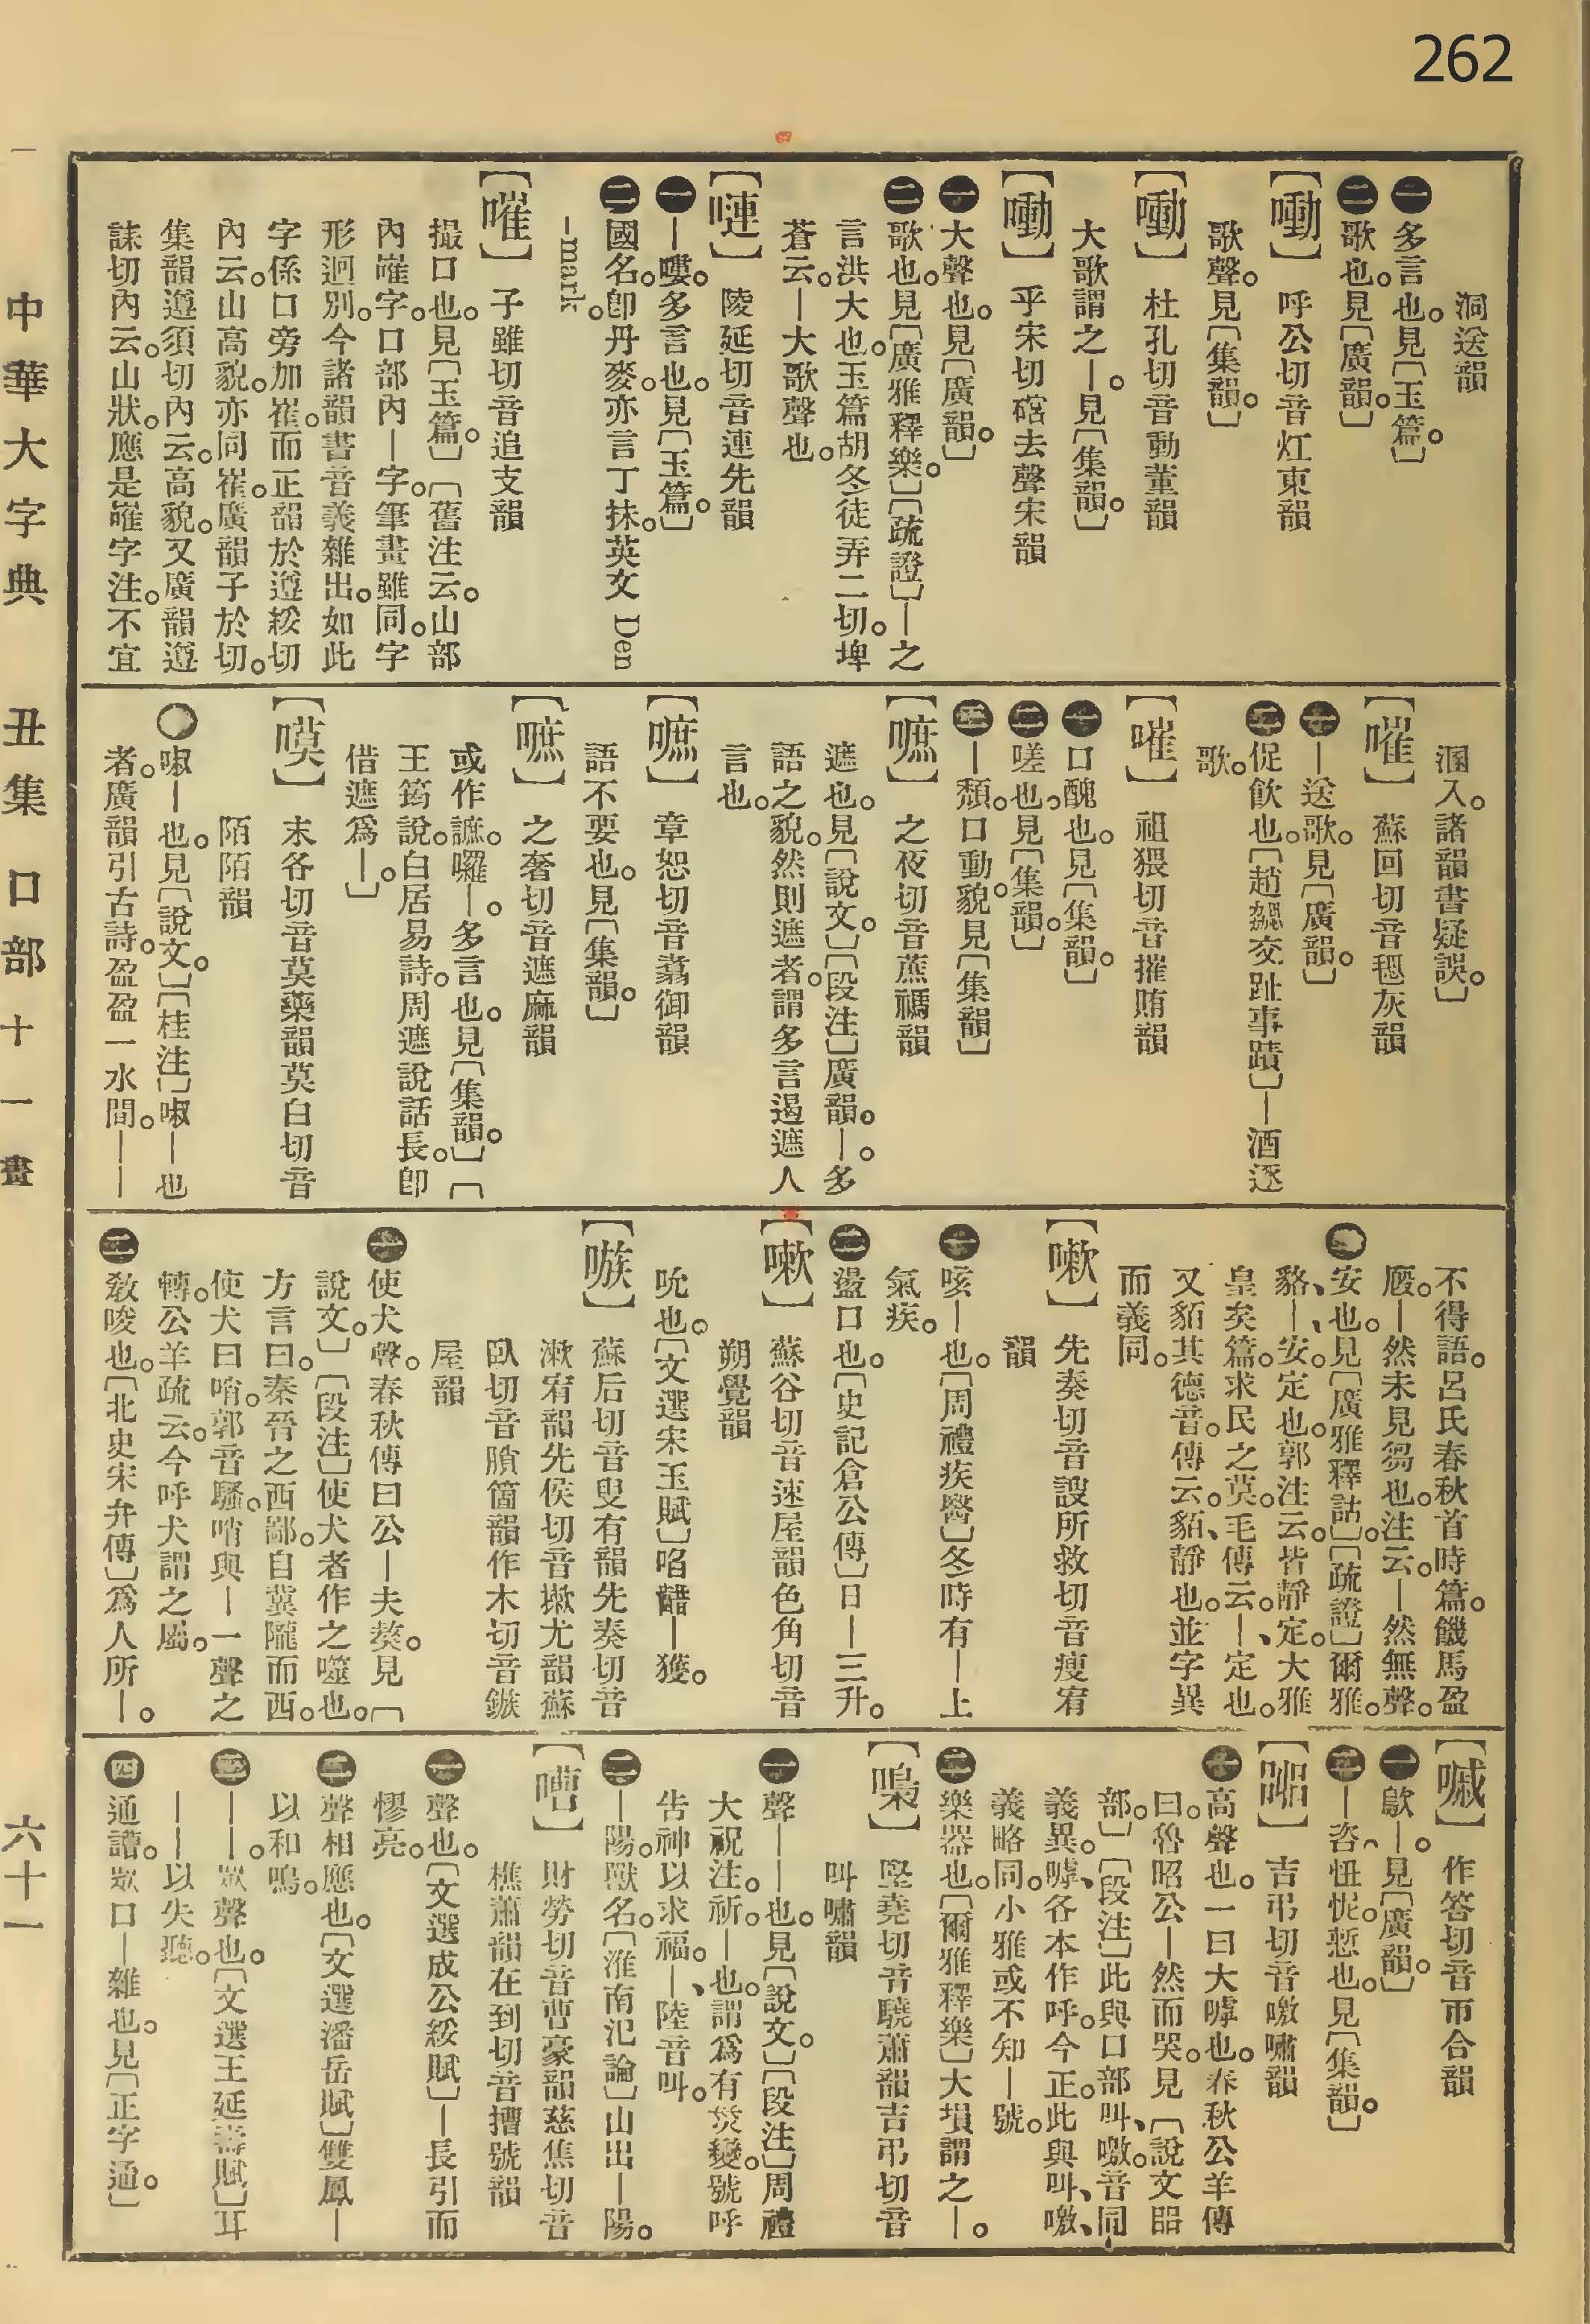 262
洞送韻
㊀多言也。見〔玉篇。〕
㊁歌也。見〔廣韻。〕
〔嘞〕呼公切音灴東韻
歌聲。見〔集韻。〕
〔嘞〕杜孔切音動董韻
大歌謂之—。見〔集韻。〕
〔嘞〕乎宋切碚去聲宋韻
㊀大聲也。見〔廣韻。〕
㊁歌也。見〔廣雅釋樂。〕〔疏證〕—之
言洪大也。玉篇胡冬徒弄二切。埤
蒼云。—大歌聲也。
〔嗹〕陵延切音連先韻
㊀—嘍。多言也。見〔玉篇。〕
㊁國名。卽丹麥。亦言丁抹。英文 Den
-mark。
〔嗺〕子雖切音追支韻
撮口也。見〔玉篇。〕〔舊注云。山部
內嶉字。口部內—字。筆畫雖同。字
形迥別。今諸韻書音義雜出。如此
字係口旁加崔。而正韻於遵綏切
內云。山高貌。亦同崔。廣韻子於切。
集韻遵須切內云。高貌。又廣韻遵
誄切內云。山狀。應是嶉字注。不宜
溷入。諸韻書疑誤。〕
〔嗺〕蘇回切音毸灰韻
㊀—送歌。見〔廣韻。〕
㊁促飮也。〔趙勰交趾事蹟〕—酒逐
歌。
〔嗺〕祖猥切音摧賄韻
㊀口醜也。見〔集韻。〕
㊁嗟也。見〔集韻。〕
㊂—頹。口動貌。見〔集韻〕
〔嗻〕之夜切音蔗禡韻
遮也。見〔說文。〕〔段注〕廣韻。—。多
語之貌。然則遮者。謂多言遏遮人
言也。
〔嗻〕章恕切音翥御韻
語不要也。見〔集韻。〕
〔嗻〕之奢切音遮麻韻
或作謶。囉—。多言也。見〔集韻。〕〔
王筠說。白居易詩。周遮說話長。卽
借遮爲—。〕
〔嗼〕末各切音莫藥韻莫白切音
陌陌韻
㊀啾—也。見〔說文。〕〔桂注〕啾—也
者。廣韻引古詩。盈盈一水間。——
不得語。呂氏春秋首時篇。饑馬盈
廏。—然未見芻也。注云。—然無聲。
㊁安也。見〔廣雅釋詁。〕〔疏證〕爾雅。
貉、—、安。定也。郭注云。皆靜定。大雅
皇矣篇。求民之莫。毛傳云。—、定也。
又貊其德音。傳云。貊、靜也。並字異
而義同。
〔嗽〕先奏切音謏所救切音瘦宥
韻
㊀咳—也。〔周禮疾醫〕冬時有—上
氣疾。
㊁盪口也。〔史記倉公傳〕日—三升。
〔嗽〕蘇谷切音速屋韻色角切音
朔覺韻
吮也。〔文選宋玉賦〕啗齰—獲。
〔嗾〕蘇后切音叟有韻先奏切音
漱宥韻先侯切音摗尤韻蘇
臥切音膹箇韻作木切音鏃
屋韻
㊀使犬聲。春秋傳曰公—夫獒。見〔
說文。〕〔段注〕使犬者作之噬也。
方言曰。秦晉之西鄙。自冀隴而西。
使犬曰哨。郭音騷。哨與—一聲之
轉。公羊疏云。今呼犬謂之屬。
㊁敎唆也。〔北史宋弁傳〕爲人所—。
〔嘁〕作答切音帀合韻
㊀歍—。見〔廣韻。〕
㊁—咨。忸怩。慙也。見〔集韻。〕
〔嘂〕吉弔切音噭嘯韻
㊀高聲也。一曰大嘑也。春秋公羊傳
曰。魯昭公—然而哭。見〔說文㗊
部。〕〔段注〕此與口部叫、噭。音同
義異。嘑、各本作呼。今正。此與叫、噭、
義略同。小雅或不知—號。
㊁樂器也。〔爾雅釋樂〕大塤謂之—。
〔嘄〕堅堯切音驍蕭韻吉弔切音
叫嘯韻
㊀聲——也。見〔說文。〕〔段注〕周禮
大祝注。祈。—也。謂爲有烖變。號呼
吿神以求福。—、陸音叫。
㊁—陽。獸名。〔淮南氾論〕山出—陽。
〔嘈〕財勞切音曹豪韻慈焦切音
樵蕭韻在到切音摺號韻
㊀聲也。〔文選成公綏賦〕—長引而
憀亮。
㊁聲相應也。〔文選潘岳賦〕雙鳳—
以和鳴。
㊂——。眾聲也。〔文選王延壽賦〕耳
——以失聽。
㊃通譛。眾口—雜也。見〔正字通。〕
中華大字典 丑集 口部 十一畫 六十一